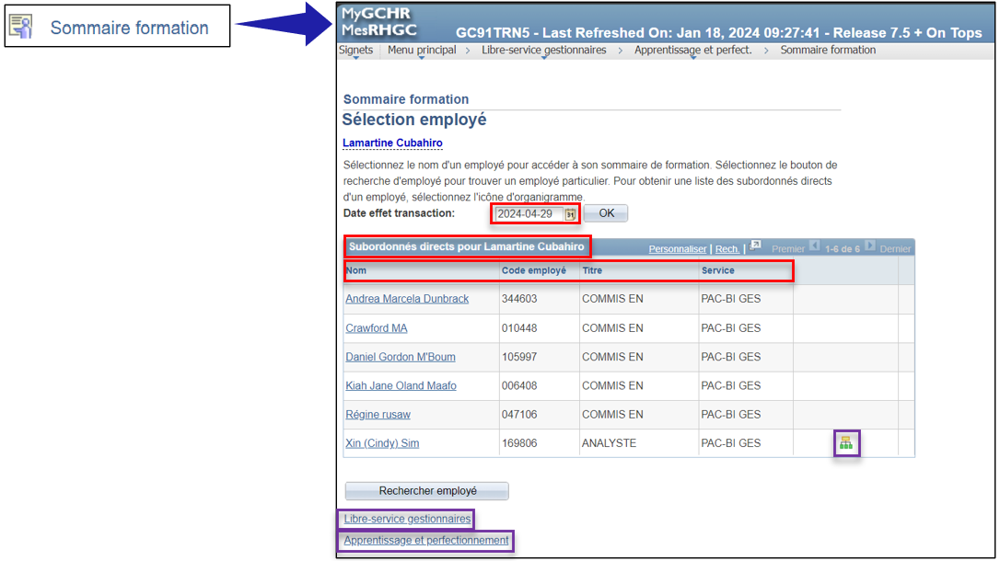 Sommaire formation
MyGCHR
MesRHGC
GC91TRN5 - Last Refreshed On: Jan 18, 2024 09:27:41 - Release 7.5 + On Tops
Signets Menu principal > Libre-service gestionnaires > Apprentissage et perfect. > Sommaire formation
Sommaire formation
Sélection employé
Lamartine Cubahiro
Sélectionnez le nom d'un employé pour accéder à son sommaire de formation. Sélectionnez le bouton de
recherche d'employé pour trouver un employé particulier. Pour obtenir une liste des subordonnés directs
d'un employé, sélectionnez l'icône d'organigramme.
Date effet transaction: 2024-04-29 31 OK
Subordonnés directs pour Lamartine Cubahiro Personnaliser | Rech. | Premier 1-6 de 6 Dernier
Nom Code employé Titre Service
Andrea Marcela Dunbrack 344603 COMMIS EN PAC-BI GES
Crawford MA 010448 COMMIS EN PAC-BI GES
Daniel Gordon M'Boum 105997 COMMIS EN PAC-BI GES
Kiah Jane Oland Maafo 006408 COMMIS EN PAC-BI GES
Régine rusaw 047106 COMMIS EN PAC-BI GES
Xin (Cindy) Sim 169806 ANALYSTE PAC-BI GES
Rechercher employé
Libre-service gestionnaires
Apprentissage et perfectionnement